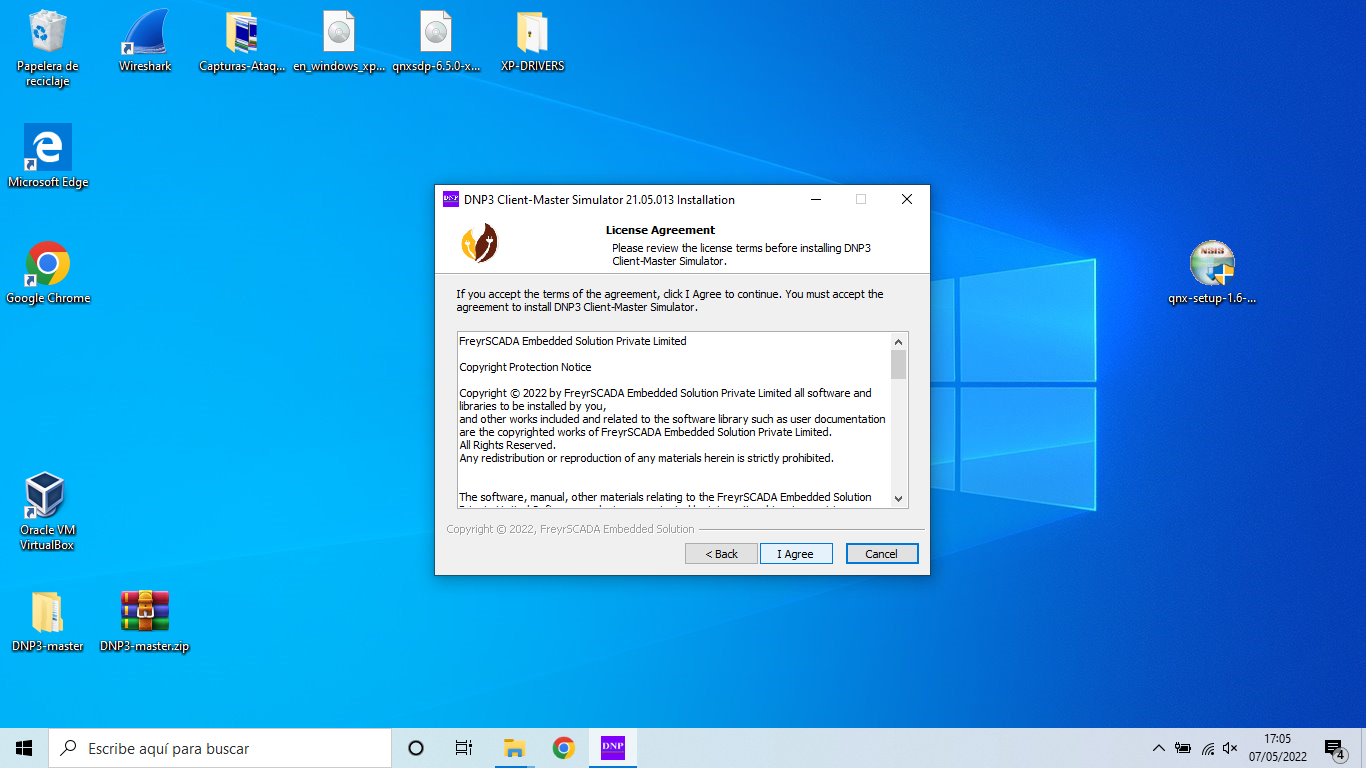 Papelera de
reciclaje
Wireshark
Capturas-Ataq...
en_windows_xp...
qnxsdp-6.5.0-x...
XP-DRIVERS
Microsoft Edge
Google Chrome
Oracle VM
VirtualBox
DNP3-master
DNP3-master.zip
NSIS
qnx-setup-1.6-...
DNP
DNP3 Client-Master Simulator 21.05.013 Installation
License Agreement
Please review the license terms before installing DNP3
Client-Master Simulator.
If you accept the terms of the agreement, click I Agree to continue. You must accept the
agreement to install DNP3 Client-Master Simulator.
FreyrSCADA Embedded Solution Private Limited
Copyright Protection Notice
Copyright © 2022 by FreyrSCADA Embedded Solution Private Limited all software and
libraries to be installed by you,
and other works included and related to the software library such as user documentation
are the copyrighted works of FreyrSCADA Embedded Solution Private Limited.
All Rights Reserved.
Any redistribution or reproduction of any materials herein is strictly prohibited.
The software, manual, other materials relating to the FreyrSCADA Embedded Solution
Copyright © 2022, FreyrSCADA Embedded Solution
< Back
I Agree
Cancel
Escribe aquí para buscar
DNP
17:05
07/05/2022
4